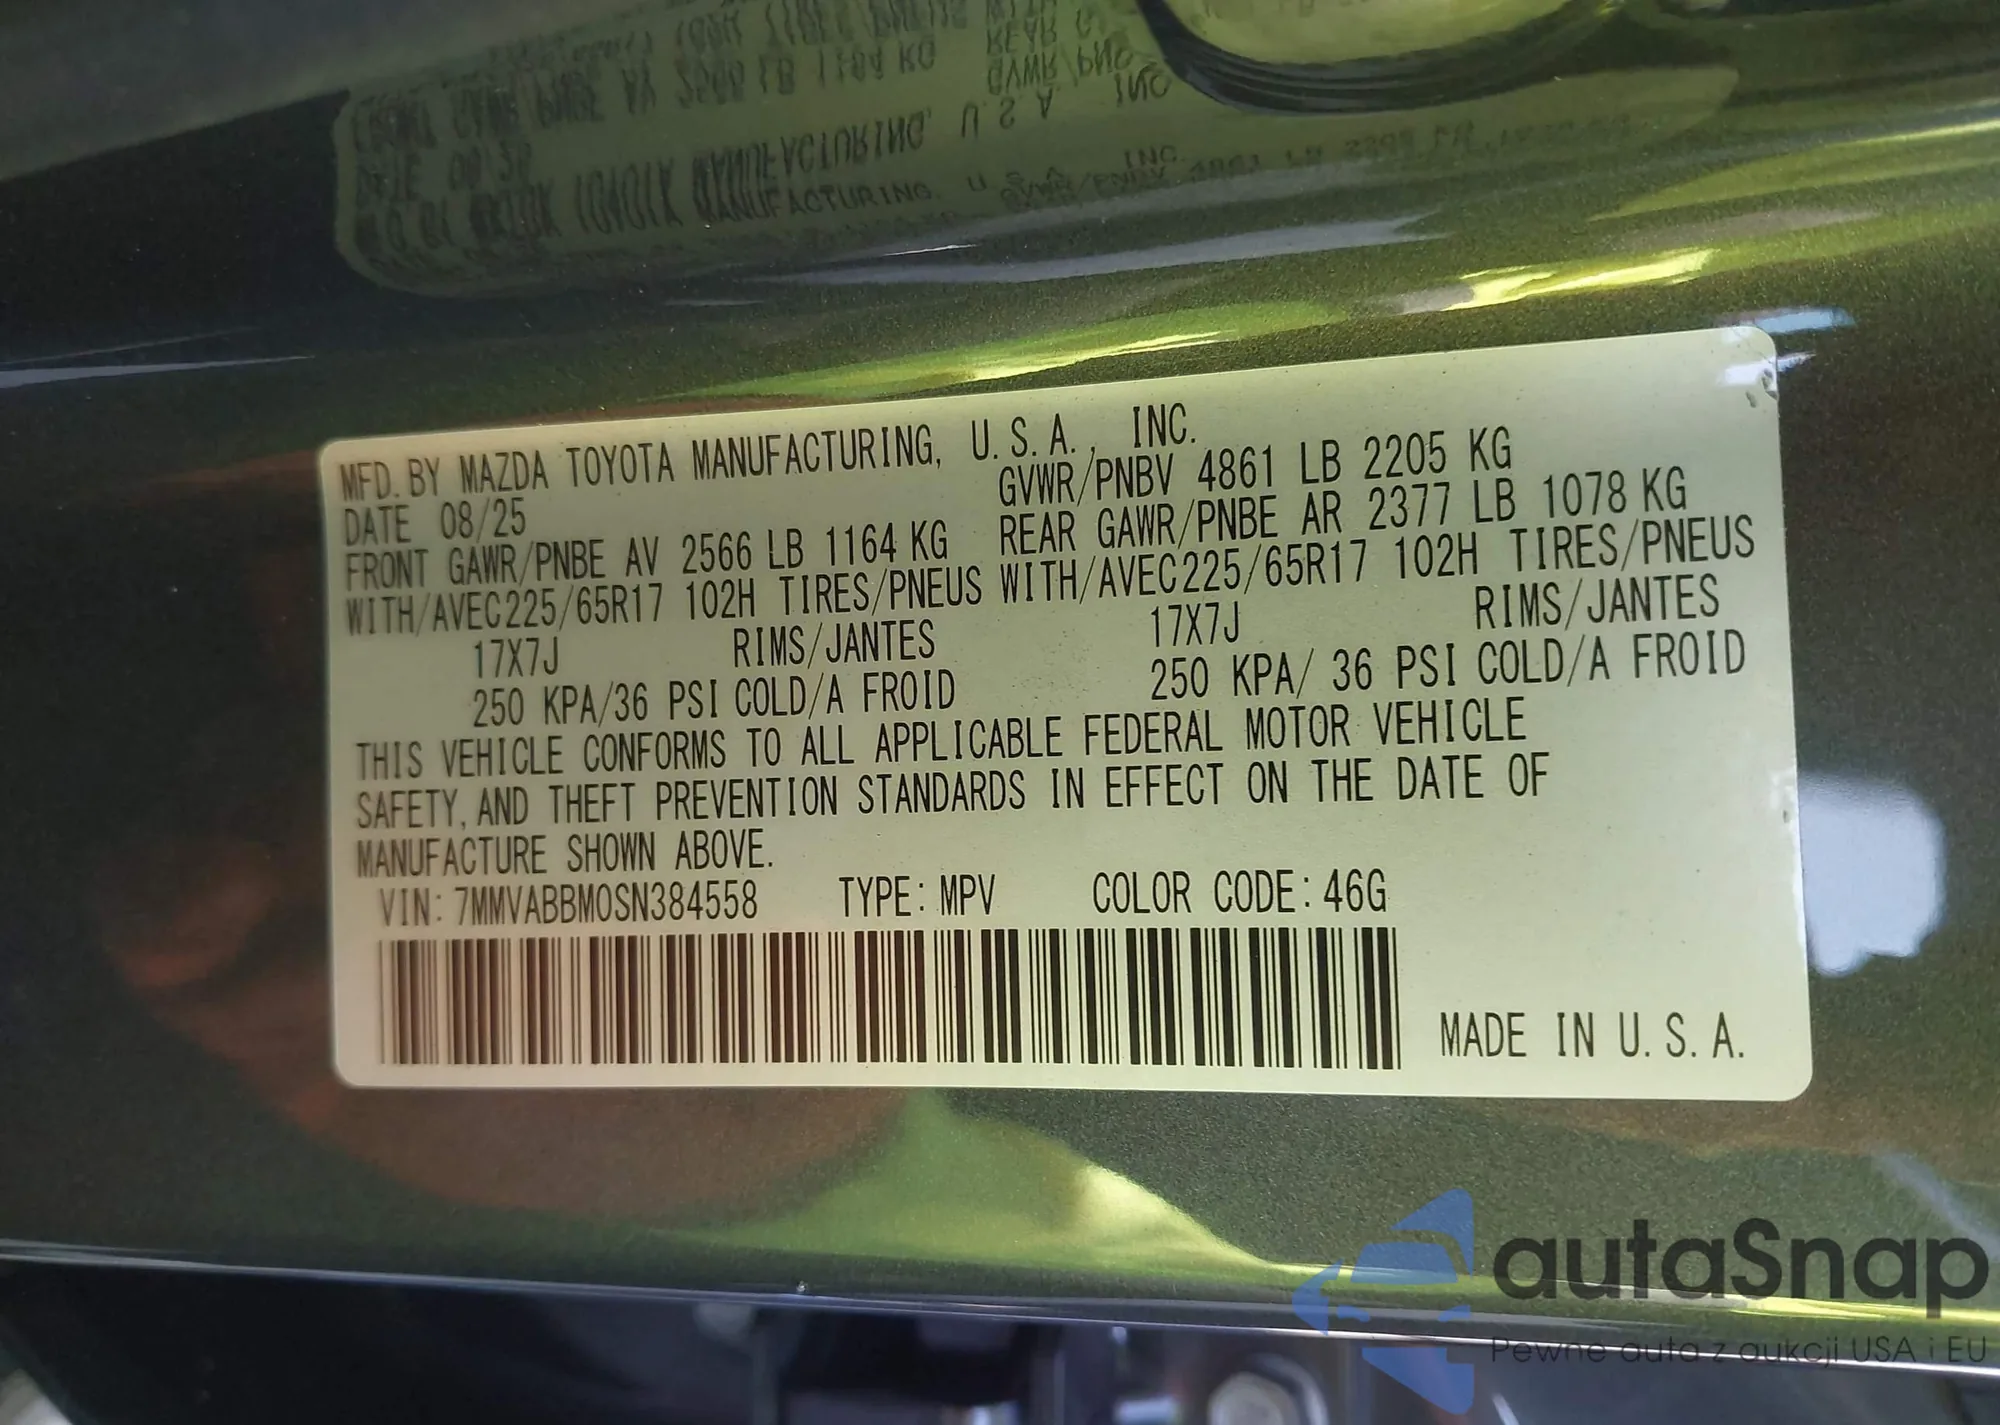 MFD. BY MAZDA TOYOTA MANUFACTURING, U.S.A., INC.
DATE 08/25 GVWR/PNBV 4861 LB 2205 KG
FRONT GAWR/PNBE AV 2566 LB 1164 KG REAR GAWR/PNBE AR 2377 LB 1078 KG
WITH/AVEC225/65R17 102H TIRES/PNEUS WITH/AVEC225/65R17 102H TIRES/PNEUS
17X7J RIMS/JANTES 17X7J RIMS/JANTES
250 KPA/36 PSI COLD/A FROID 250 KPA/ 36 PSI COLD/A FROID
THIS VEHICLE CONFORMS TO ALL APPLICABLE FEDERAL MOTOR VEHICLE
SAFETY, AND THEFT PREVENTION STANDARDS IN EFFECT ON THE DATE OF
MANUFACTURE SHOWN ABOVE.
VIN: 7MMVABBM0SN384558 TYPE: MPV COLOR CODE: 46G
MADE IN U.S.A.
autaSnap
Pewne auta z aukcji USA i EU